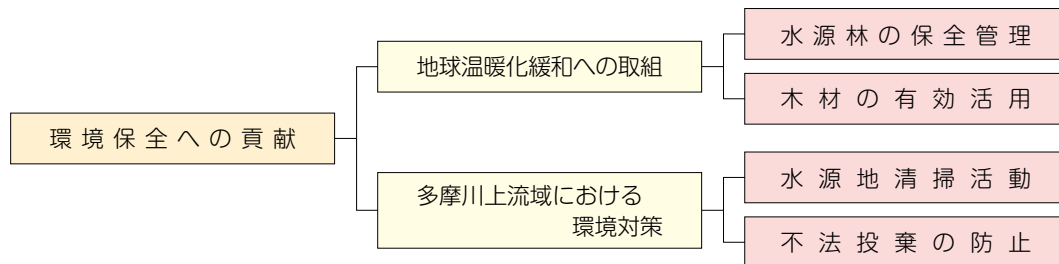 環境保全への貢献
地球温暖化緩和への取組
水源林の保全管理
木材の有効活用
多摩川上流域における
環境対策
水源地清掃活動
不法投棄の防止